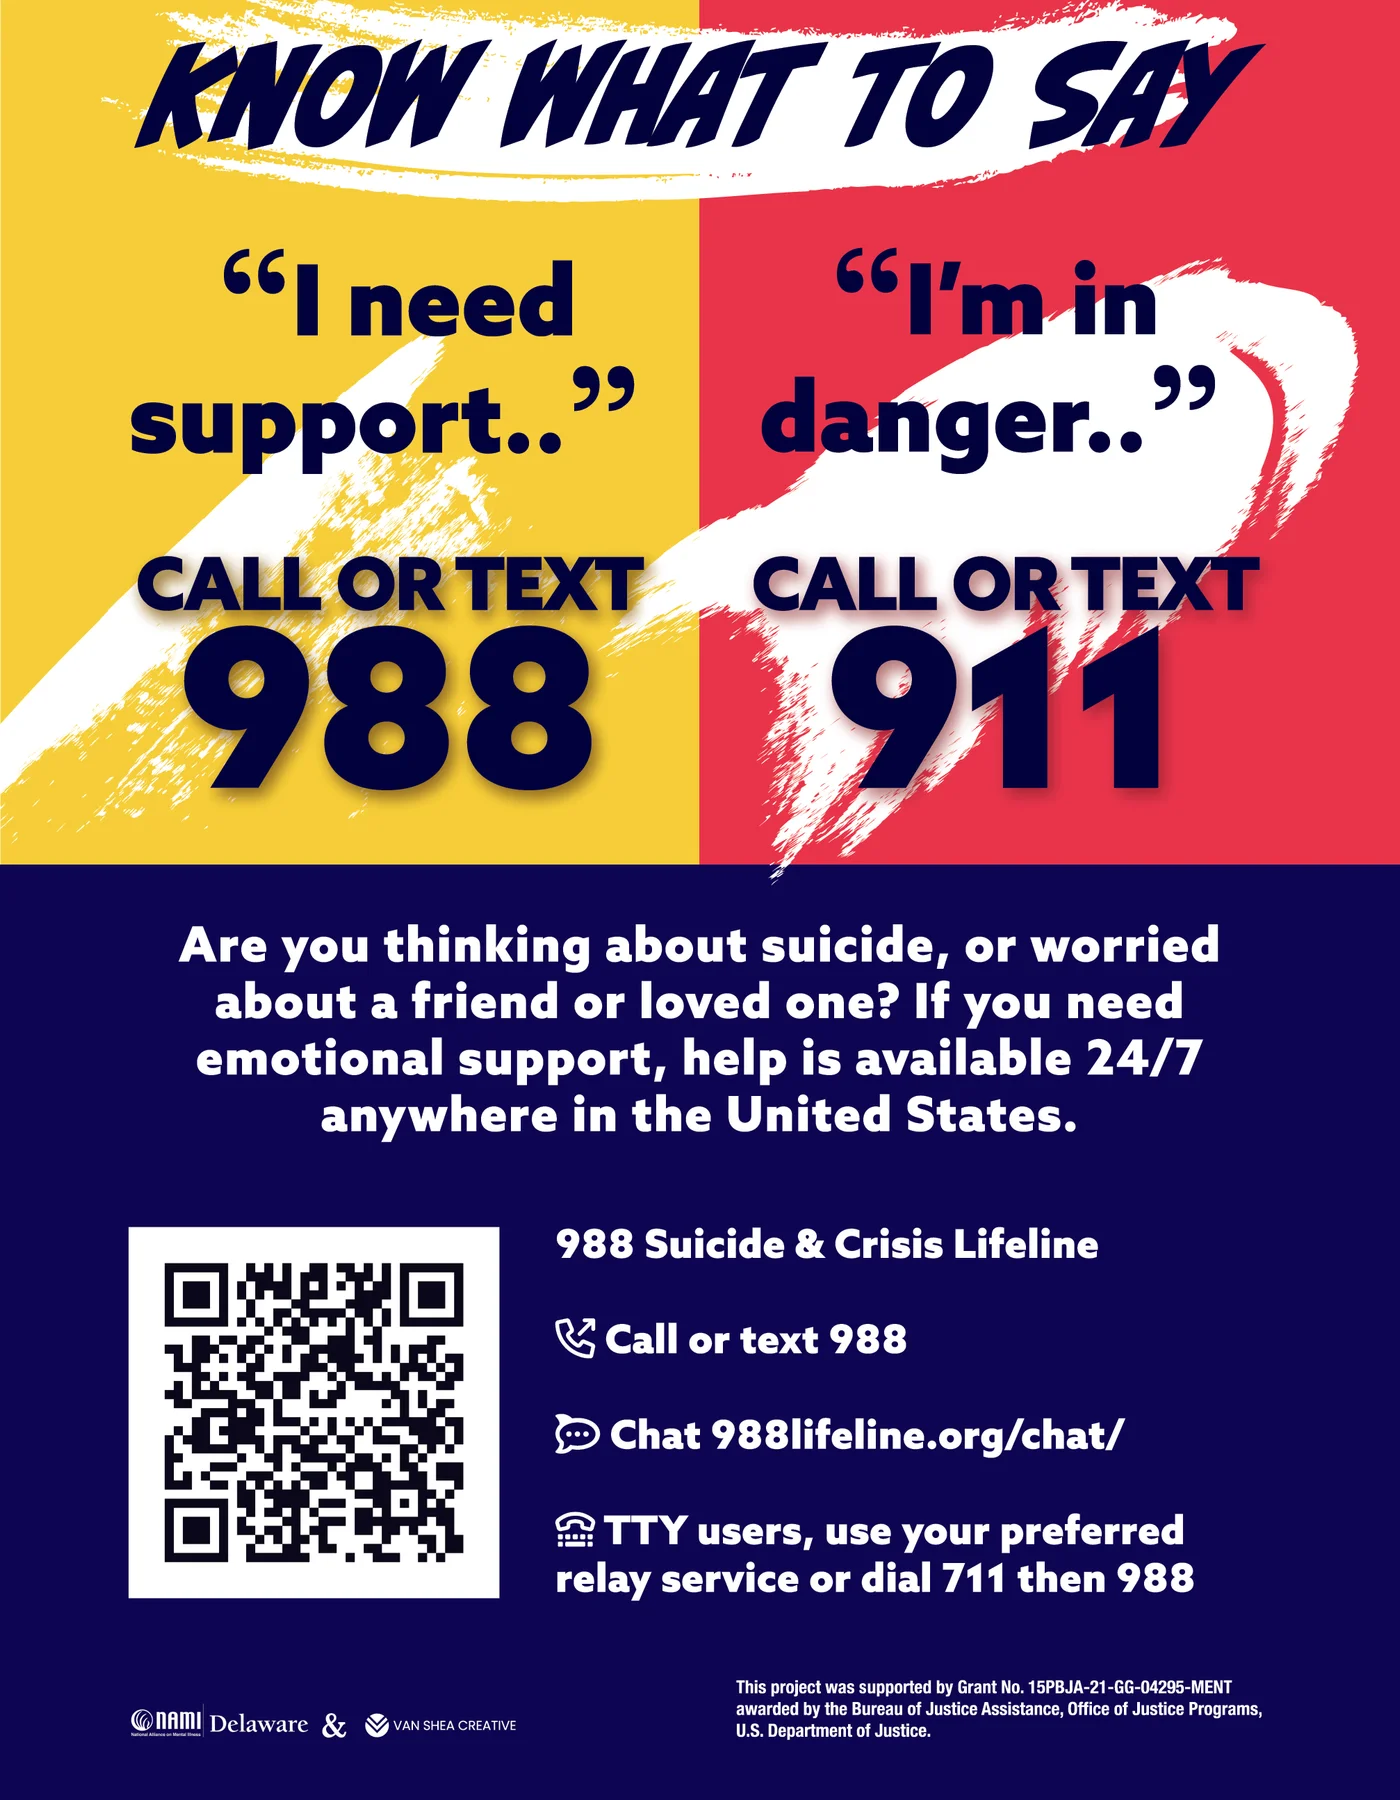 KNOW WHAT TO SAY
“I need
support..”
CALL OR TEXT
988
“I’m in
danger..”
CALL OR TEXT
911
Are you thinking about suicide, or worried
about a friend or loved one? If you need
emotional support, help is available 24/7
anywhere in the United States.
988 Suicide & Crisis Lifeline
Call or text 988
Chat 988lifeline.org/chat/
TTY users, use your preferred
relay service or dial 711 then 988
NAMI
National Alliance on Mental Illness
Delaware & VAN SHEA CREATIVE
This project was supported by Grant No. 15PBJA-21-GG-04295-MENT
awarded by the Bureau of Justice Assistance, Office of Justice Programs,
U.S. Department of Justice.